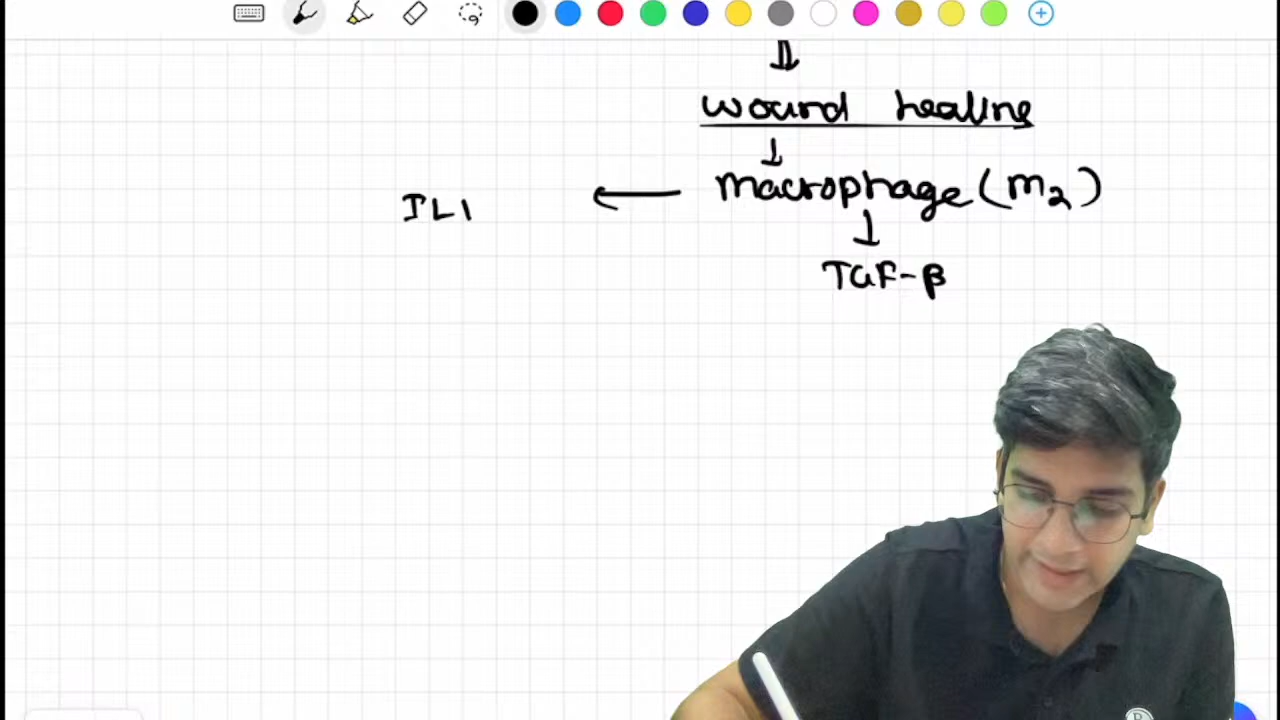 wound healing
macrophage (M2)
IL1
TGF-β